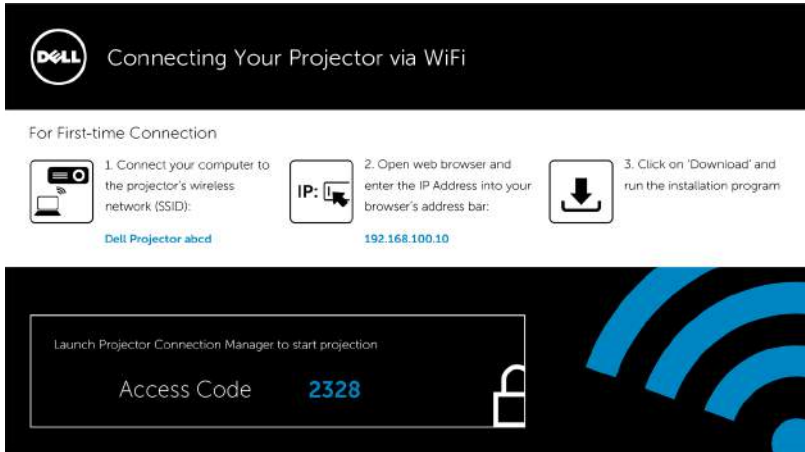 DELL
Connecting Your Projector via WiFi
For First-time Connection
1. Connect your computer to
the projector's wireless
network (SSID):
Dell Projector abcd
IP:
2. Open web browser and
enter the IP Address into your
browser's address bar:
192.168.100.10
3. Click on 'Download' and
run the installation program
Launch Projector Connection Manager to start projection
Access Code 2328